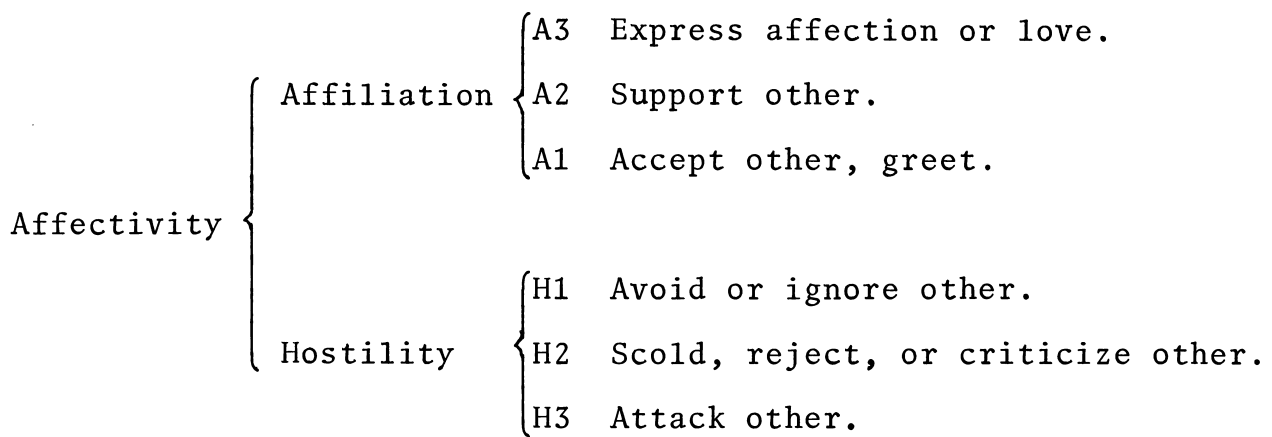 A3 Express affection or love.
Affiliation A2 Support other.
A1 Accept other, greet.
Affectivity
H1 Avoid or ignore other.
Hostility H2 Scold, reject, or criticize other.
H3 Attack other.